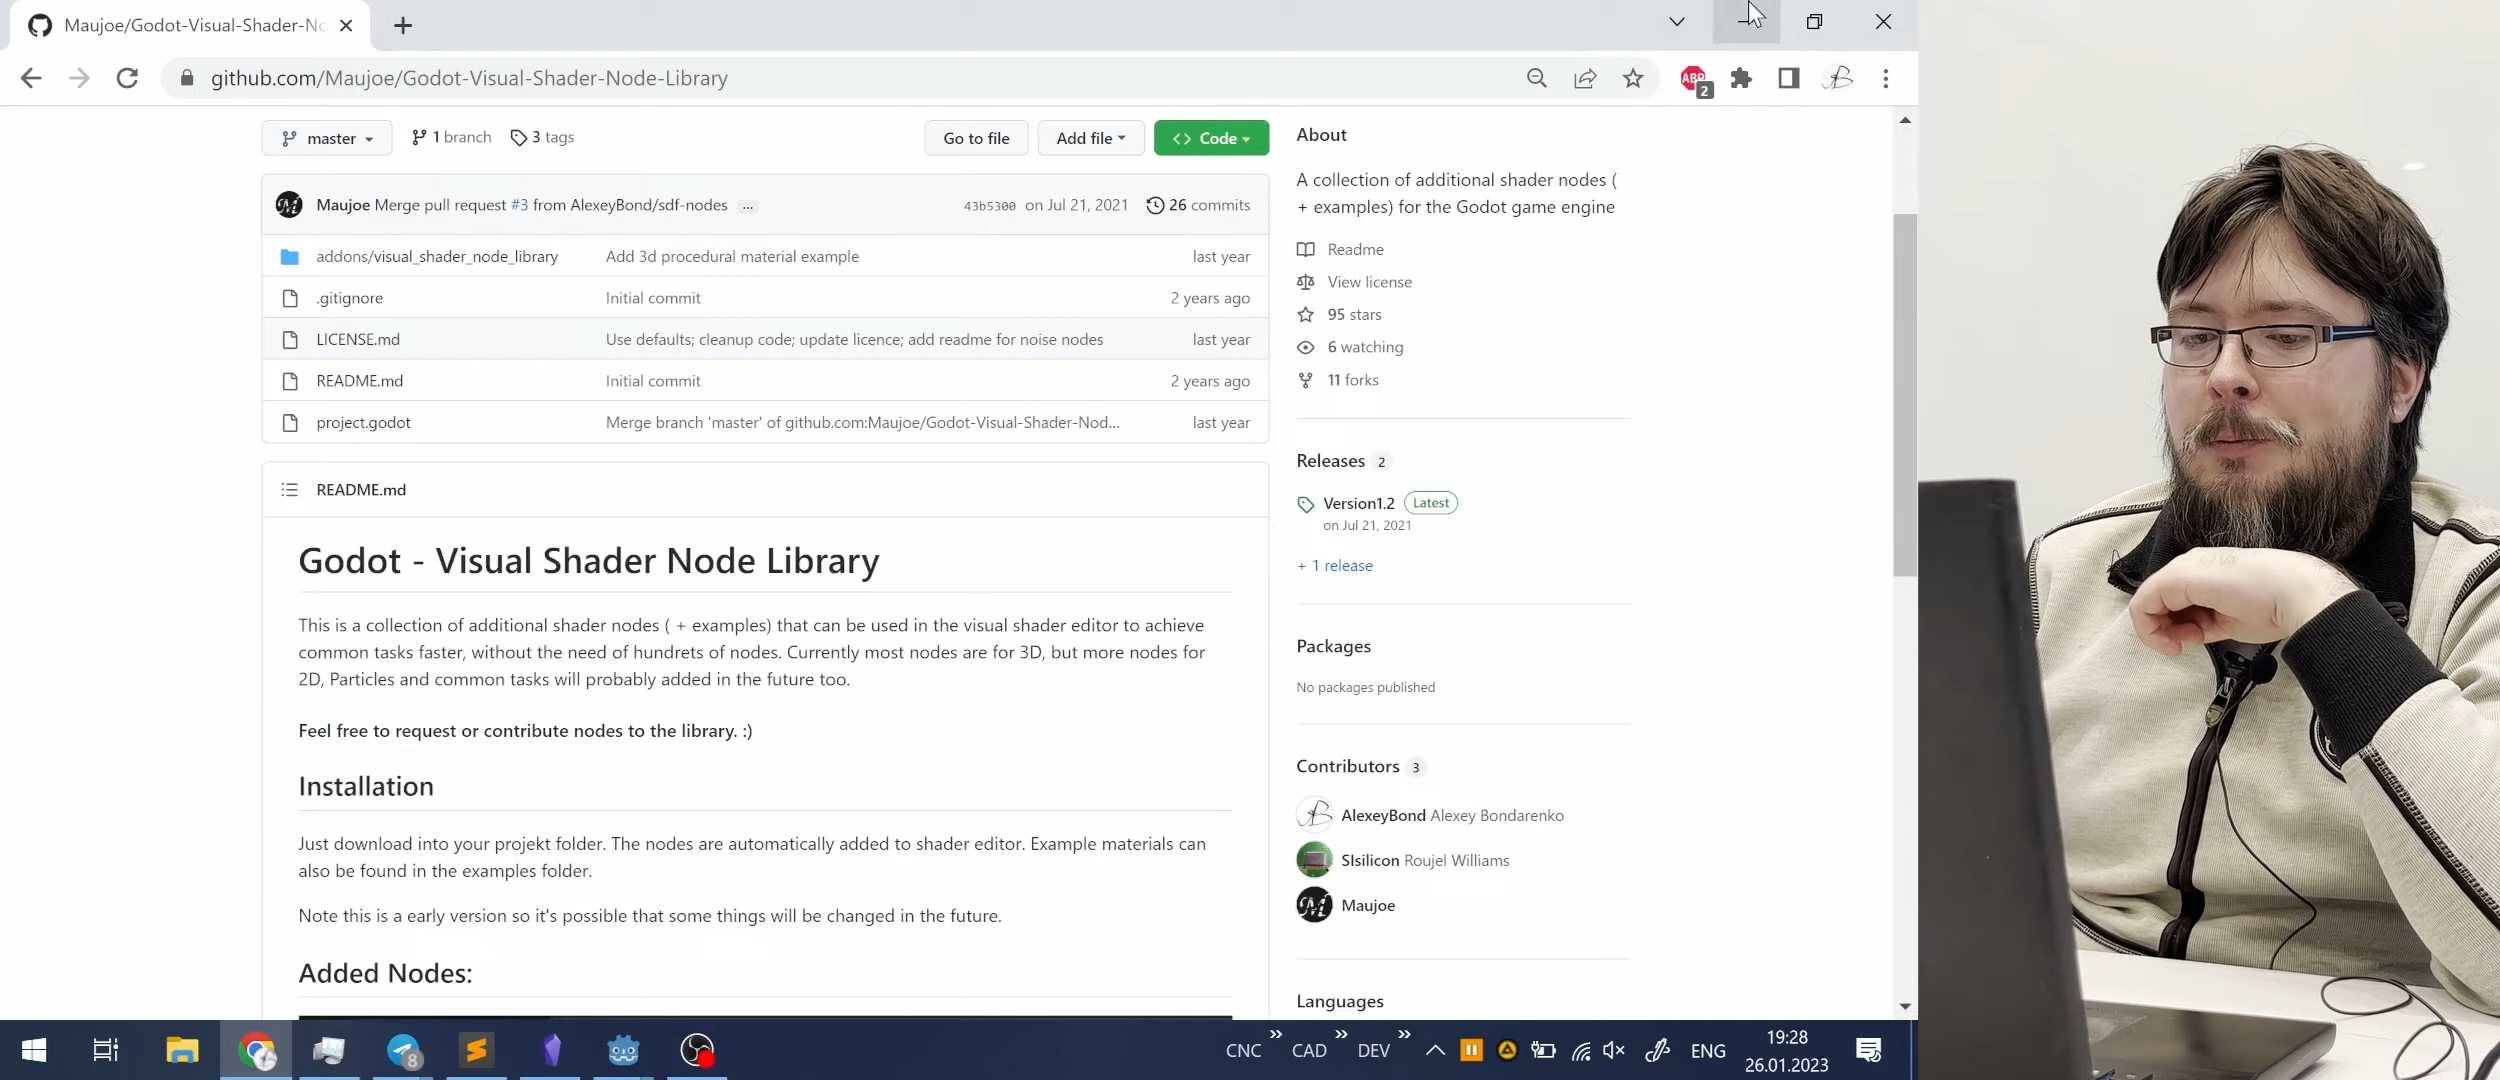 Maujoe/Godot-Visual-Shader-No
github.com/Maujoe/Godot-Visual-Shader-Node-Library
ABP
2
master
1 branch
3 tags
Go to file
Add file
Code
Maujoe Merge pull request #3 from AlexeyBond/sdf-nodes ...
43b5300 on Jul 21, 2021
26 commits
addons/visual_shader_node_library
Add 3d procedural material example
last year
.gitignore
Initial commit
2 years ago
LICENSE.md
Use defaults; cleanup code; update licence; add readme for noise nodes
last year
README.md
Initial commit
2 years ago
project.godot
Merge branch 'master' of github.com:Maujoe/Godot-Visual-Shader-Nod...
last year
README.md
Godot - Visual Shader Node Library
This is a collection of additional shader nodes ( + examples) that can be used in the visual shader editor to achieve
common tasks faster, without the need of hundrets of nodes. Currently most nodes are for 3D, but more nodes for
2D, Particles and common tasks will probably added in the future too.
Feel free to request or contribute nodes to the library. :)
Installation
Just download into your projekt folder. The nodes are automatically added to shader editor. Example materials can
also be found in the examples folder.
Note this is a early version so it's possible that some things will be changed in the future.
Added Nodes:
About
A collection of additional shader nodes (
+ examples) for the Godot game engine
Readme
View license
95 stars
6 watching
11 forks
Releases 2
Version1.2 Latest
on Jul 21, 2021
+ 1 release
Packages
No packages published
Contributors 3
AlexeyBond Alexey Bondarenko
SIsilicon Roujel Williams
Maujoe
Languages
8
CNC
CAD
DEV
ENG
19:28
26.01.2023